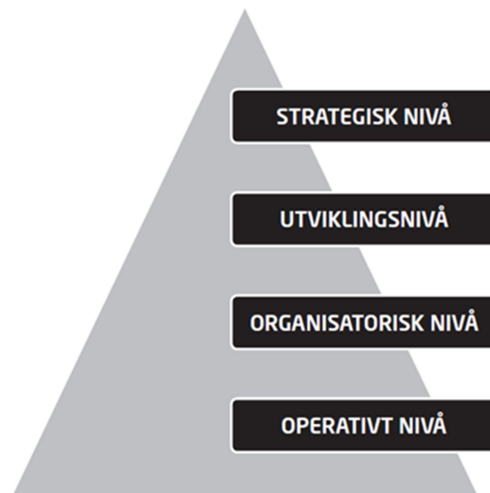 STRATEGISK NIVÅ
UTVIKLINGSNIVÅ
ORGANISATORISK NIVÅ
OPERATIVT NIVÅ